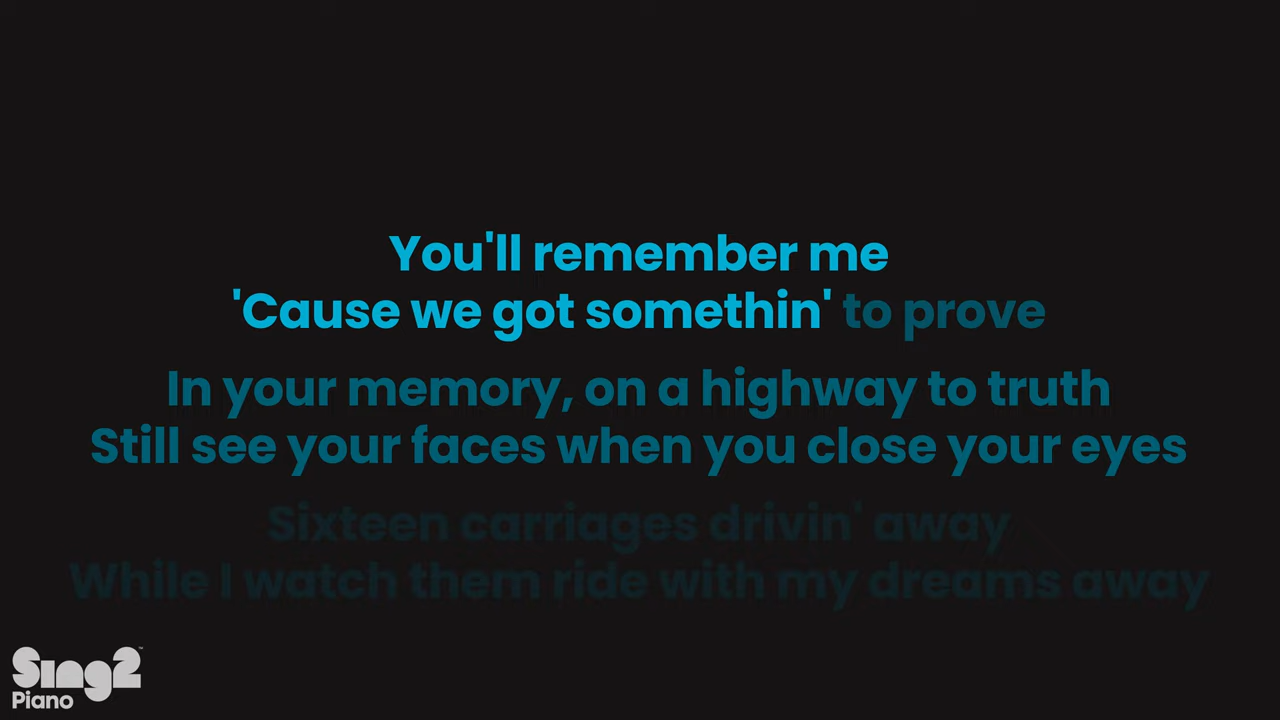 You'll remember me
'Cause we got somethin' to prove
In your memory, on a highway to truth
Still see your faces when you close your eyes
Sixteen carriages drivin' away
While I watch them ride with my dreams away
Sing2™
Piano